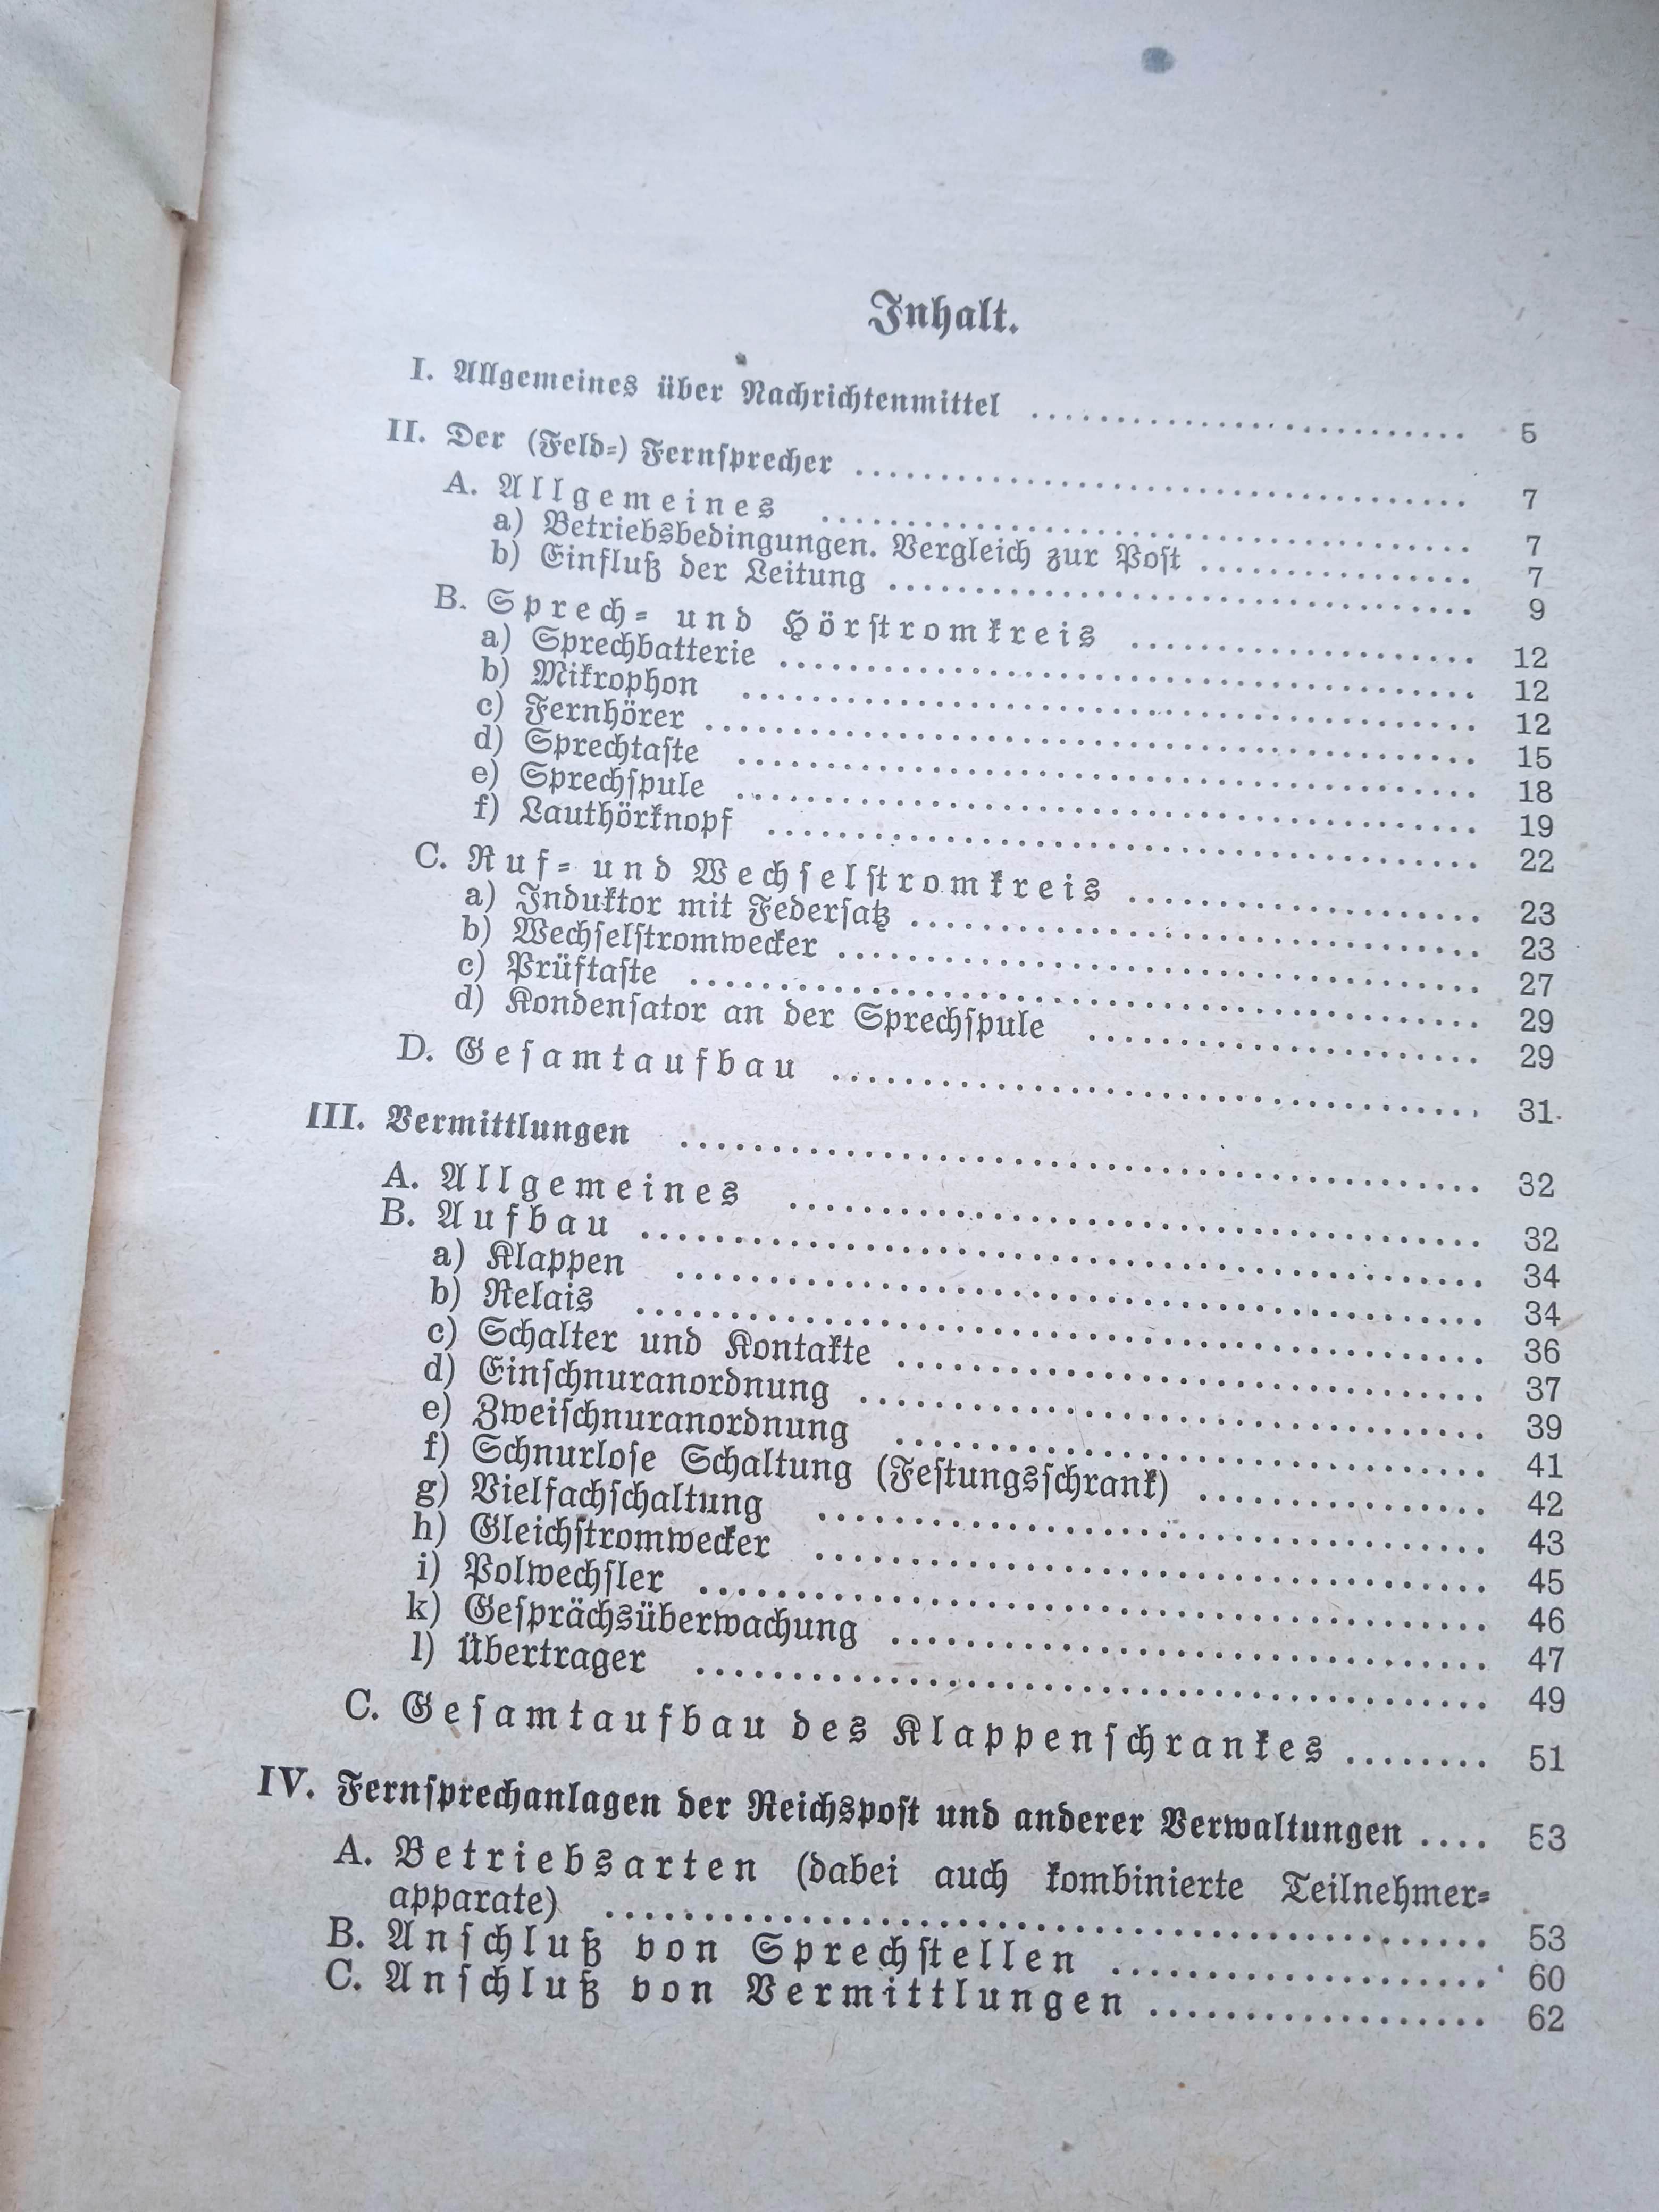 Inhalt.
I. Allgemeines über Nachrichtenmittel .......... 5
II. Der (Feld-) Fernsprecher .......... 7
A. Allgemeines .......... 7
a) Betriebsbedingungen. Vergleich zur Post .......... 7
b) Einfluß der Leitung .......... 9
B. Sprech- und Hörstromkreis .......... 12
a) Sprechbatterie .......... 12
b) Mikrophon .......... 12
c) Fernhörer .......... 15
d) Sprechtaste .......... 18
e) Sprechspule .......... 19
f) Lauthörknopf .......... 22
C. Ruf- und Wechselstromkreis .......... 23
a) Induktor mit Federsatz .......... 23
b) Wechselstromwecker .......... 27
c) Prüftaste .......... 29
d) Kondensator an der Sprechspule .......... 29
D. Gesamtaufbau .......... 31
III. Vermittlungen .......... 32
A. Allgemeines .......... 32
B. Aufbau .......... 34
a) Klappen .......... 34
b) Relais .......... 36
c) Schalter und Kontakte .......... 37
d) Einschnuranordnung .......... 39
e) Zweischnuranordnung .......... 41
f) Schnurlose Schaltung (Festungsschrank) .......... 42
g) Vielfachschaltung .......... 43
h) Gleichstromwecker .......... 45
i) Polwechsler .......... 46
k) Gesprächsüberwachung .......... 47
l) Übertrager .......... 49
C. Gesamtaufbau des Klappenschrankes ........ 51
IV. Fernsprechanlagen der Reichspost und anderer Verwaltungen .... 53
A. Betriebsarten (dabei auch kombinierte Teilnehmer-
apparate) .......... 53
B. Anschluß von Sprechstellen .......... 60
C. Anschluß von Vermittlungen .......... 62